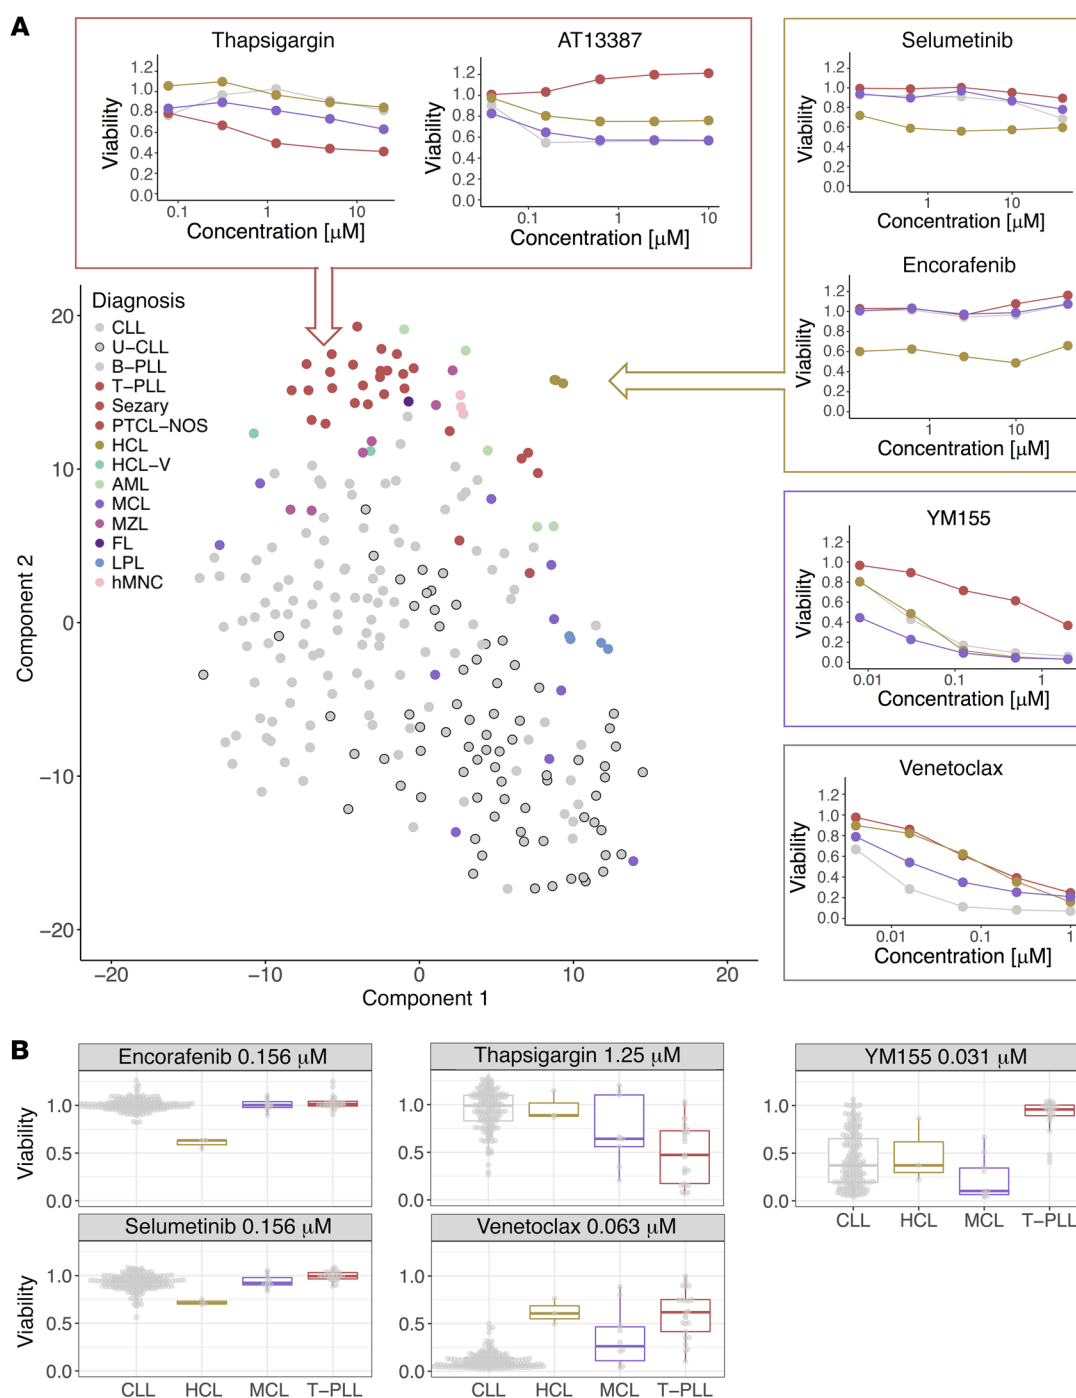 A
Thapsigargin
Viability
1.2
1.0
0.8
0.6
0.4
0.2
0.0
0.1
1
10
Concentration [μM]
AT13387
Viability
1.2
1.0
0.8
0.6
0.4
0.2
0.0
0.1
1
10
Concentration [μM]
Selumetinib
Viability
1.2
1.0
0.8
0.6
0.4
0.2
0.0
1
10
Concentration [μM]
Encorafenib
Viability
1.2
1.0
0.8
0.6
0.4
0.2
0.0
1
10
Concentration [μM]
YM155
Viability
1.2
1.0
0.8
0.6
0.4
0.2
0.0
0.01
0.1
1
Concentration [μM]
Venetoclax
Viability
1.2
1.0
0.8
0.6
0.4
0.2
0.0
0.01
0.1
1
Concentration [μM]
Diagnosis
CLL
U−CLL
B−PLL
T−PLL
Sezary
PTCL−NOS
HCL
HCL−V
AML
MCL
MZL
FL
LPL
hMNC
Component 2
20
10
0
−10
−20
−20
−10
0
10
20
Component 1
B
Encorafenib 0.156 μM
Viability
1.0
0.5
0.0
Thapsigargin 1.25 μM
1.0
0.5
0.0
YM155 0.031 μM
1.0
0.5
0.0
CLL
HCL
MCL
T−PLL
Selumetinib 0.156 μM
Viability
1.0
0.5
0.0
CLL
HCL
MCL
T−PLL
Venetoclax 0.063 μM
1.0
0.5
0.0
CLL
HCL
MCL
T−PLL